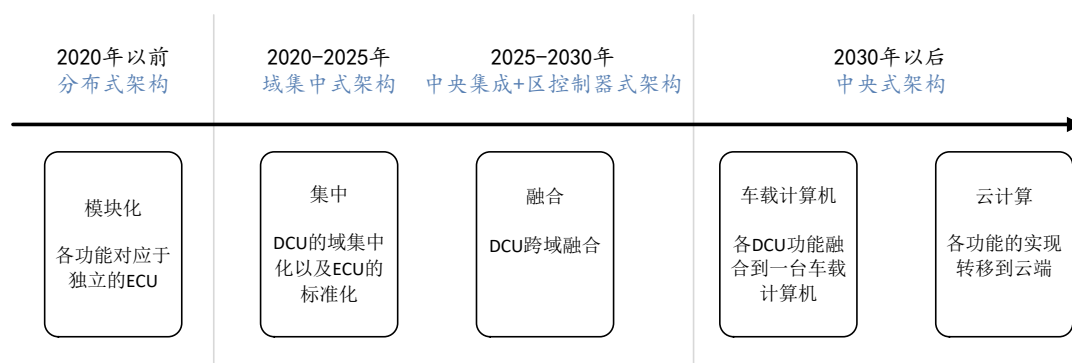 2020年以前
分布式架构
2020-2025年
域集中式架构
2025-2030年
中央集成+区控制器式架构
2030年以后
中央式架构
模块化
各功能对应于
独立的ECU
集中
DCU的域集中
化以及ECU的
标准化
融合
DCU跨域融合
车载计算机
各DCU功能融
合到一台车载
计算机
云计算
各功能的实现
转移到云端